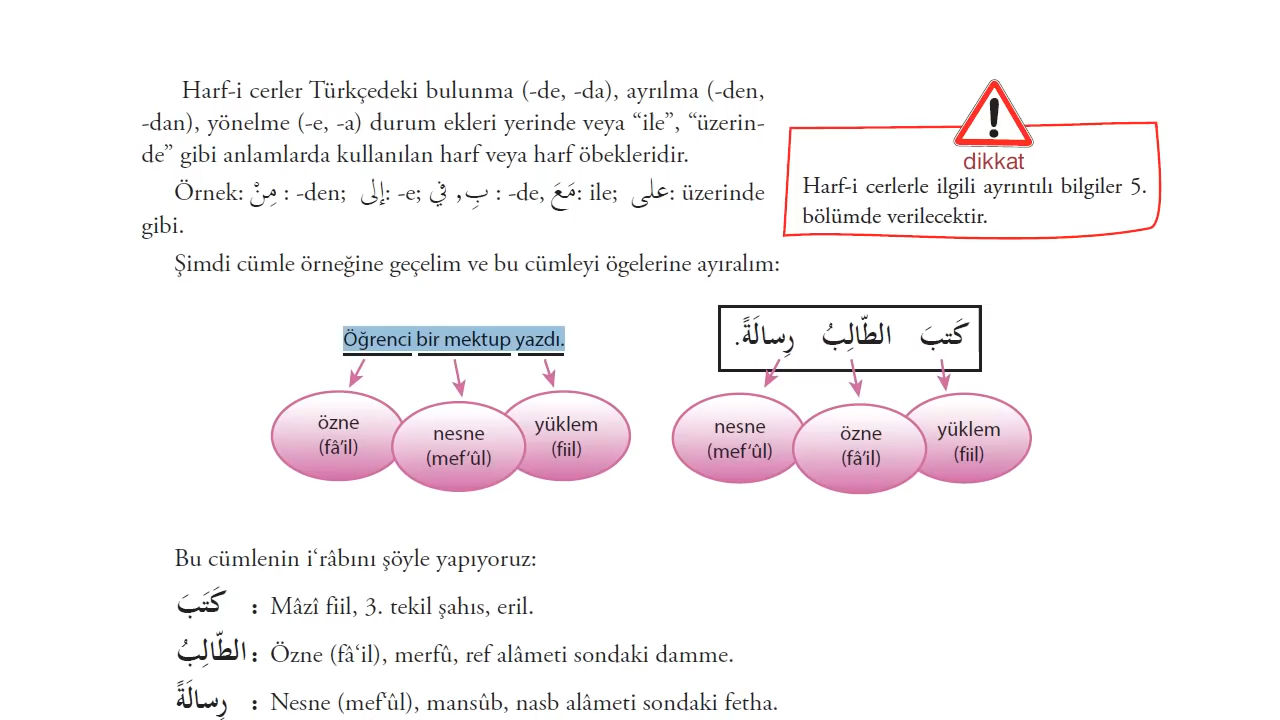 Harf-i cerler Türkçedeki bulunma (-de, -da), ayrılma (-den,
-dan), yönelme (-e, -a) durum ekleri yerinde veya “ile”, “üzerin-
de” gibi anlamlarda kullanılan harf veya harf öbekleridir.
Örnek: مِنْ : -den; إلى: -e; بِ, في : -de, مَعَ: ile; على: üzerinde
gibi.
dikkat
Harf-i cerlerle ilgili ayrıntılı bilgiler 5.
bölümde verilecektir.
Şimdi cümle örneğine geçelim ve bu cümleyi ögelerine ayıralım:
Öğrenci bir mektup yazdı.
özne
(fâ‘il)
nesne
(mef‘ûl)
yüklem
(fiil)
كَتبَ الطّالِبُ رِسالَةً.
nesne
(mef‘ûl)
özne
(fâ‘il)
yüklem
(fiil)
Bu cümlenin i‘râbını şöyle yapıyoruz:
كَتَبَ : Mâzî fiil, 3. tekil şahıs, eril.
الطّالِبُ : Özne (fâ‘il), merfû, ref alâmeti sondaki damme.
رِسالَةً : Nesne (mef‘ûl), mansûb, nasb alâmeti sondaki fetha.